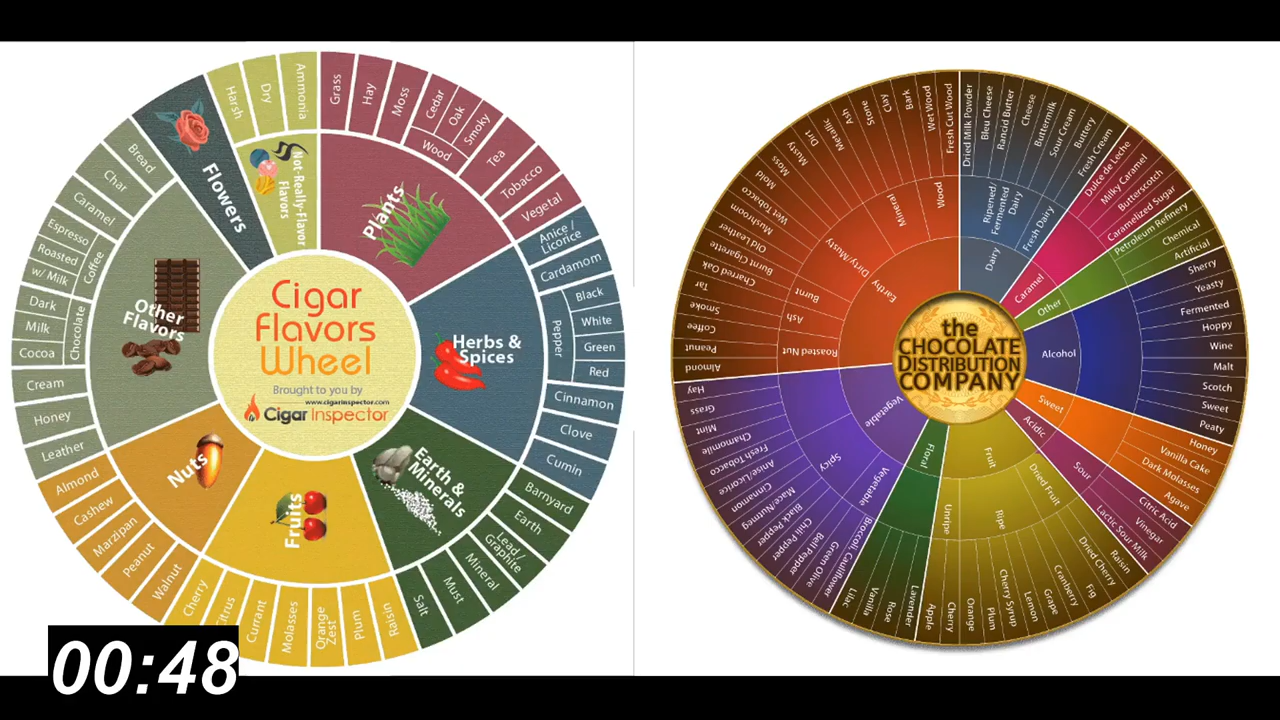 Cigar
Flavors
Wheel
Brought to you by
www.cigarinspector.com
Cigar Inspector
Plants
Grass
Hay
Moss
Wood
Cedar
Oak
Smoky
Tea
Tobacco
Vegetal
Herbs &
Spices
Anice /
Licorice
Cardamom
Pepper
Black
White
Green
Red
Cinnamon
Clove
Cumin
Earth &
Minerals
Barnyard
Earth
Lead/
Graphite
Mineral
Must
Salt
Fruits
Raisin
Plum
Orange
Zest
Molasses
Currant
Cherry
Nuts
Walnut
Peanut
Marzipan
Cashew
Almond
Other
Flavors
Leather
Honey
Cream
Chocolate
Cocoa
Milk
Dark
Coffee
w/ Milk
Roasted
Espresso
Caramel
Char
Bread
Flowers
Not-Really-Flavor
Flavors
Harsh
Dry
Ammonia
00:48
the
CHOCOLATE
DISTRIBUTION
COMPANY
Dairy
Ripened/
Fermented
Dairy
Dried Milk Powder
Bleu Cheese
Rancid Butter
Cheese
Buttermilk
Sour Cream
Fresh Dairy
Buttery
Fresh Cream
Caramel
Dulce de Leche
Milky Caramel
Butterscotch
Caramelized Sugar
Other
Petroleum Refinery
Chemical
Artificial
Alcohol
Sherry
Yeasty
Fermented
Hoppy
Wine
Malt
Scotch
Sweet
Peaty
Sweet
Honey
Vanilla Cake
Dark Molasses
Agave
Acidic
Sour
Citric Acid
Vinegar
Lactic Sour Milk
Fruit
Dried Fruit
Raisin
Dried Cherry
Fig
Cranberry
Ripe
Grape
Lemon
Cherry Syrup
Plum
Orange
Unripe
Cherry
Apple
Floral
Lavender
Rose
Vanilla
Lilac
Vegetable
Vegetable
Broccoli, Cauliflower
Green Olive
Bell Pepper
Spicy
Chili Pepper
Black Pepper
Mace/Nutmeg
Cinnamon
Anise/Licorice
Fresh Tobacco
Chamomile
Mint
Grass
Hay
Earthy
Roasted Nut
Almond
Peanut
Coffee
Ash
Smoke
Tar
Burnt
Charred Oak
Burnt Cigarette
Old Leather
Dirty Musty
Mushroom
Wet Tobacco
Mold
Moss
Musty
Dirt
Mineral
Metallic
Ash
Stone
Clay
Wood
Bark
Wet Wood
Fresh Cut Wood